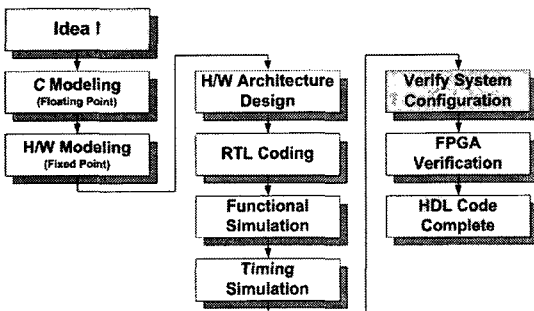 Idea !
C Modeling
(Floating Point)
H/W Modeling
(Fixed Point)
H/W Architecture
Design
RTL Coding
Functional
Simulation
Timing
Simulation
Verify System
Configuration
FPGA
Verification
HDL Code
Complete